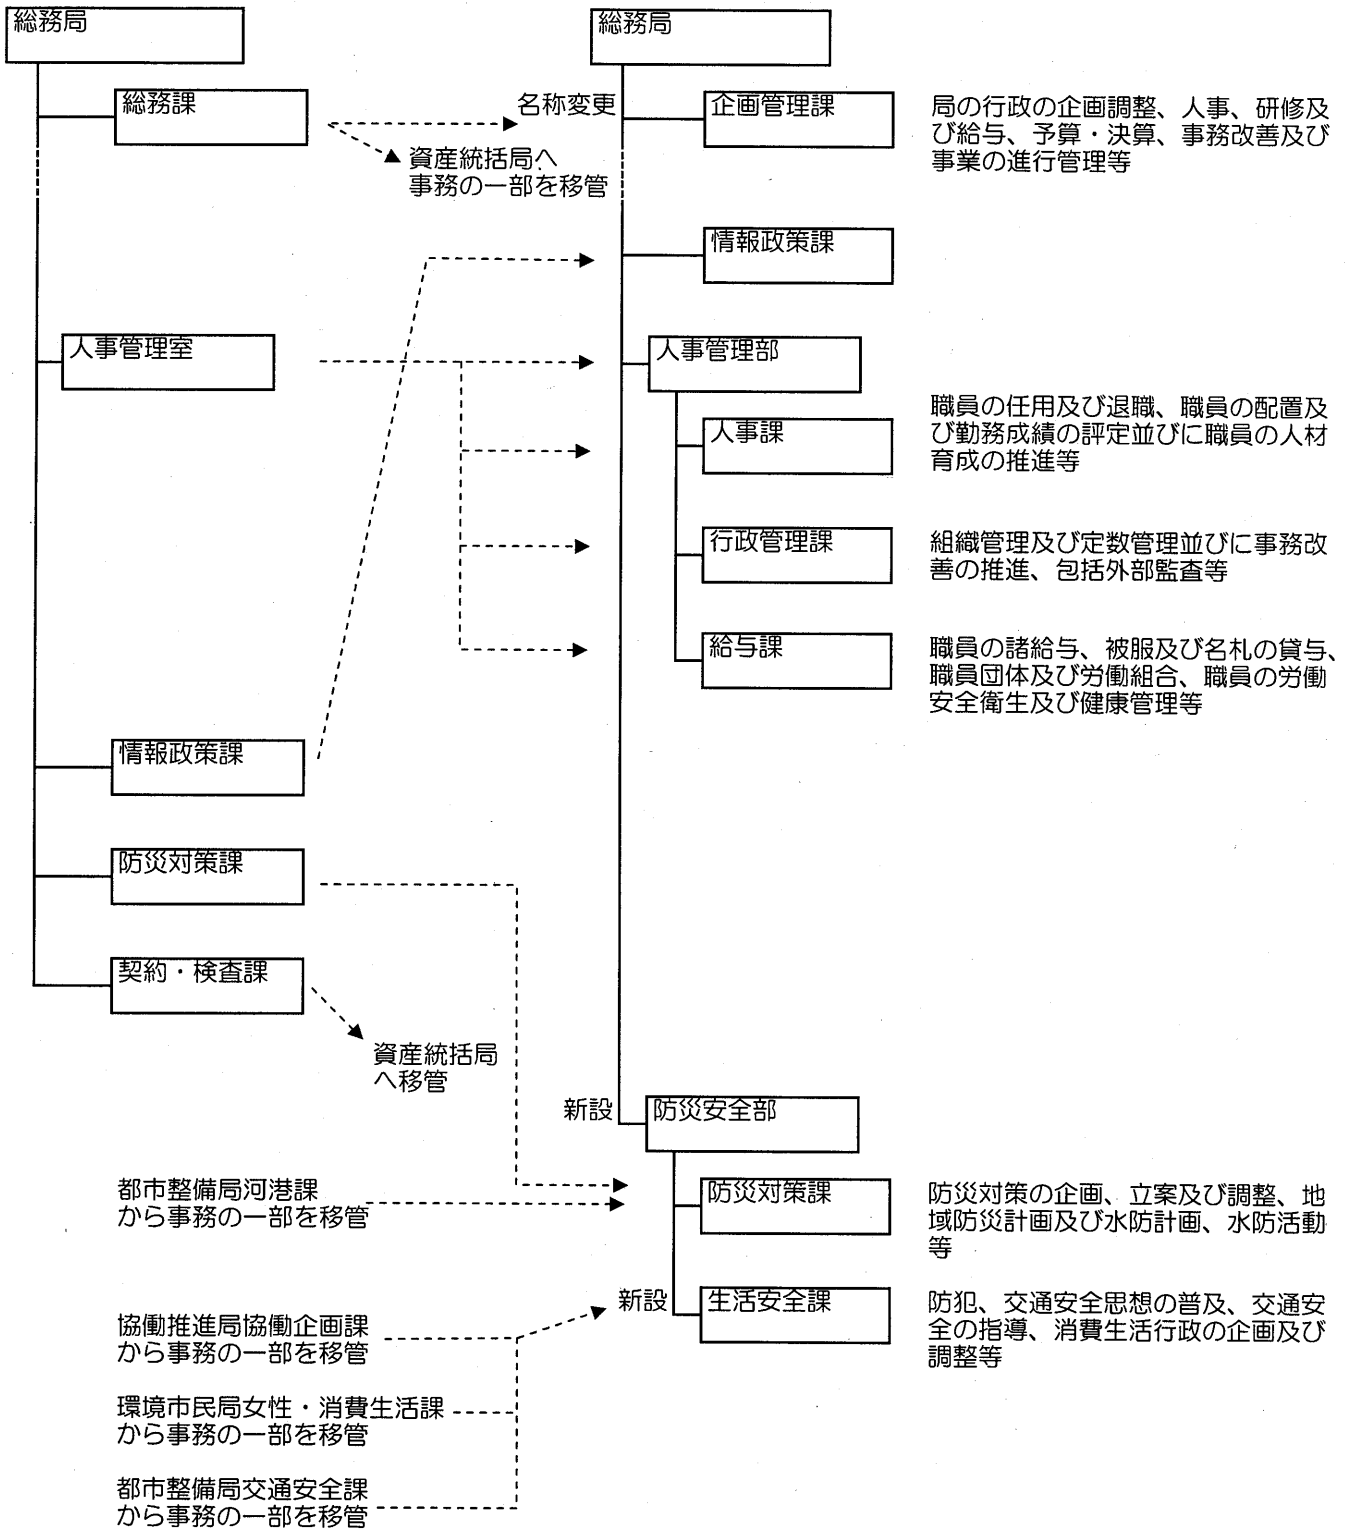 総務局
総務課
資産統括局へ
事務の一部を移管
人事管理室
情報政策課
防災対策課
契約・検査課
資産統括局
へ移管
都市整備局河港課
から事務の一部を移管
協働推進局協働企画課
から事務の一部を移管
環境市民局女性・消費生活課
から事務の一部を移管
都市整備局交通安全課
から事務の一部を移管
総務局
名称変更
企画管理課
局の行政の企画調整、人事、研修及
び給与、予算・決算、事務改善及び
事業の進行管理等
情報政策課
人事管理部
人事課
職員の任用及び退職、職員の配置及
び勤務成績の評定並びに職員の人材
育成の推進等
行政管理課
組織管理及び定数管理並びに事務改
善の推進、包括外部監査等
給与課
職員の諸給与、被服及び名札の貸与、
職員団体及び労働組合、職員の労働
安全衛生及び健康管理等
新設
防災安全部
防災対策課
防災対策の企画、立案及び調整、地
域防災計画及び水防計画、水防活動
等
新設
生活安全課
防犯、交通安全思想の普及、交通安
全の指導、消費生活行政の企画及び
調整等